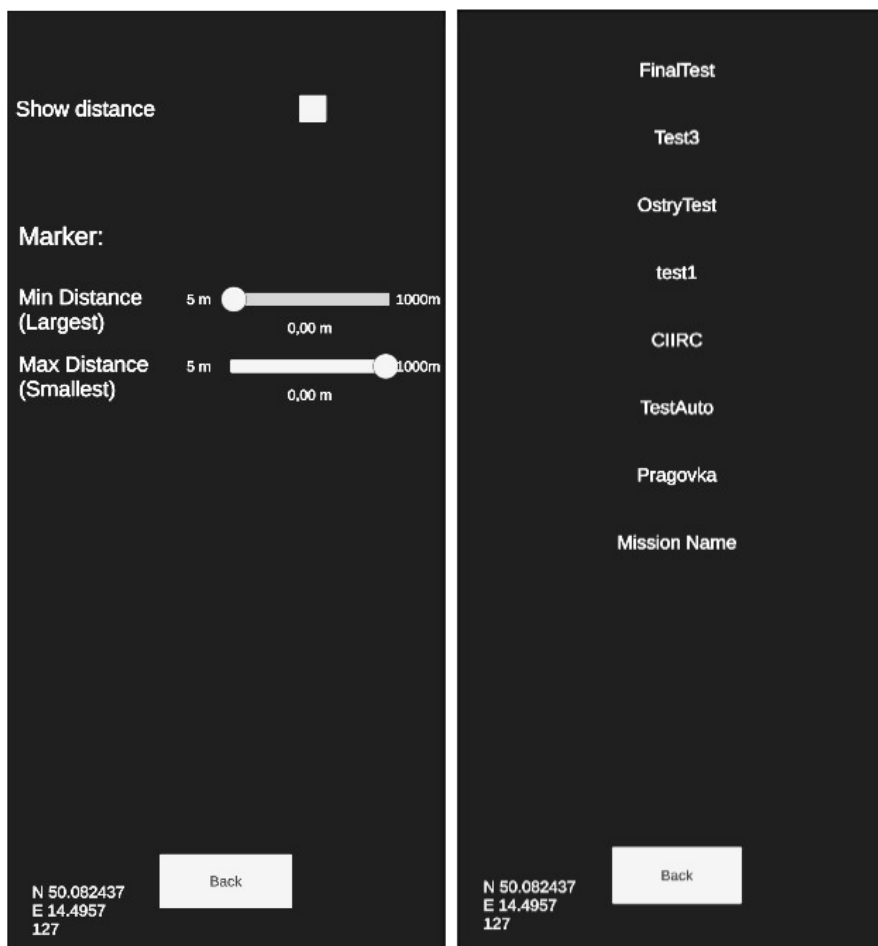 Show distance
Marker:
Min Distance
(Largest)
5 m
1000m
0,00 m
Max Distance
(Smallest)
5 m
1000m
0,00 m
Back
N 50.082437
E 14.4957
127
FinalTest
Test3
OstryTest
test1
CIIRC
TestAuto
Pragovka
Mission Name
Back
N 50.082437
E 14.4957
127